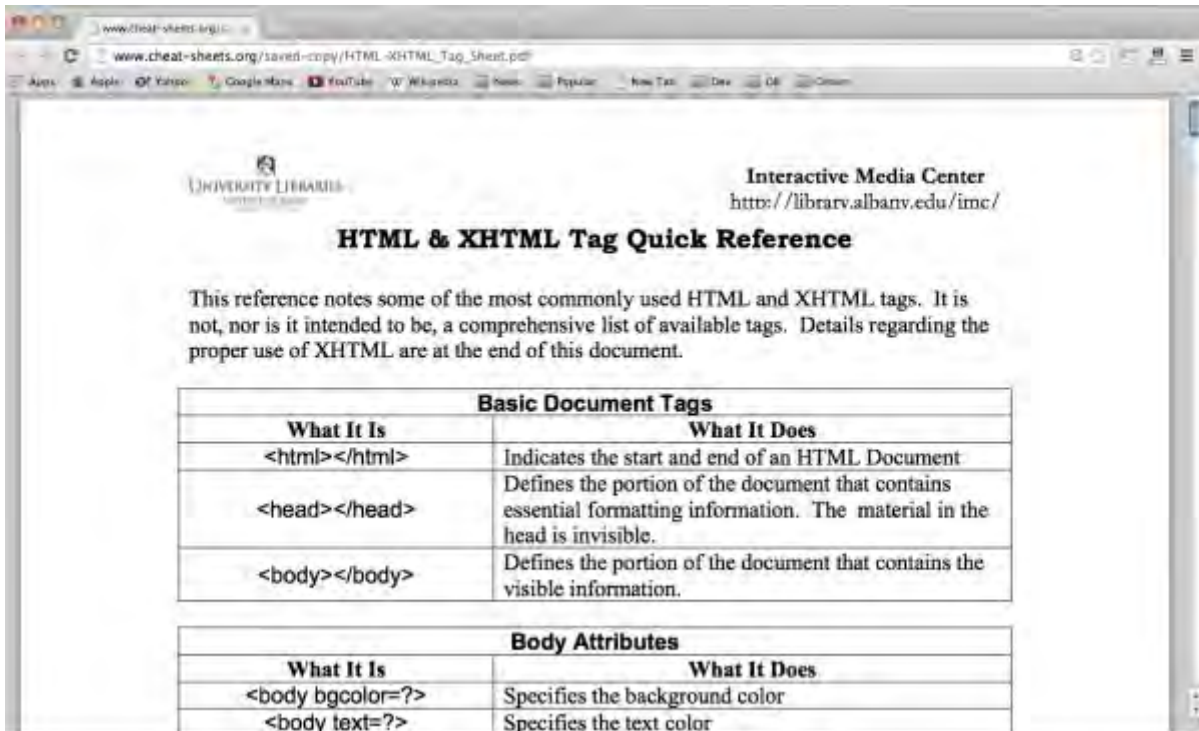 www.cheat-sheets.org/
www.cheat-sheets.org/saved-copy/HTML-XHTML_Tag_Sheet.pdf
Apps Apple Yahoo! Google Maps YouTube Wikipedia News Popular New Tab Dev
UNIVERSITY LIBRARIES
Interactive Media Center
http://library.albany.edu/imc/
HTML & XHTML Tag Quick Reference
This reference notes some of the most commonly used HTML and XHTML tags. It is
not, nor is it intended to be, a comprehensive list of available tags. Details regarding the
proper use of XHTML are at the end of this document.
Basic Document Tags
What It Is What It Does
<html></html> Indicates the start and end of an HTML Document
<head></head> Defines the portion of the document that contains
essential formatting information. The material in the
head is invisible.
<body></body> Defines the portion of the document that contains the
visible information.
Body Attributes
What It Is What It Does
<body bgcolor=?> Specifies the background color
<body text=?> Specifies the text color